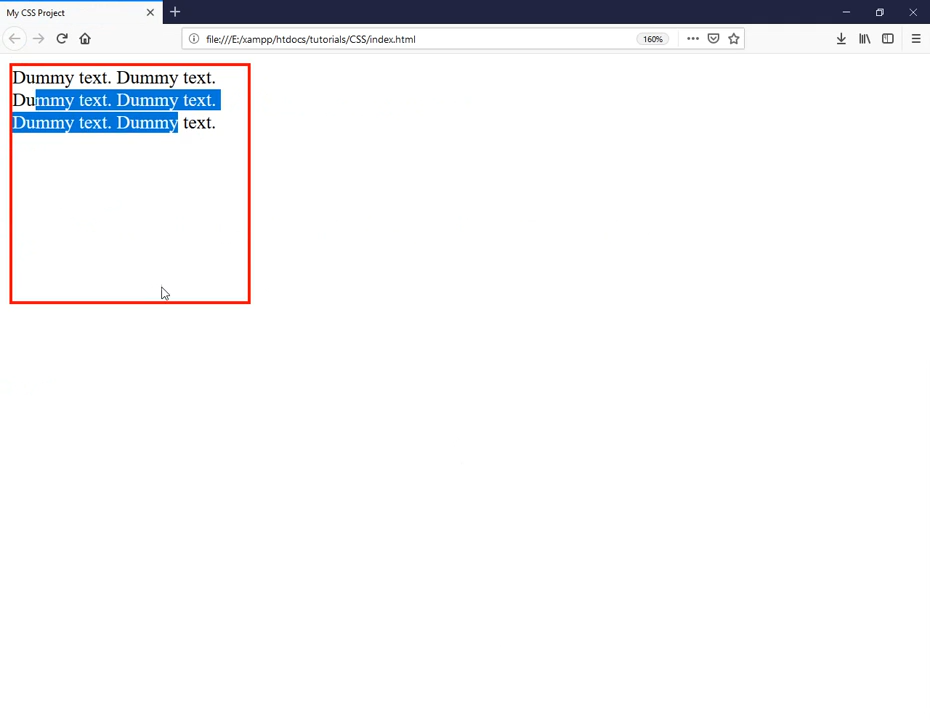 My CSS Project
file:///E:/xampp/htdocs/tutorials/CSS/index.html
160%
Dummy text. Dummy text.
Dummy text. Dummy text.
Dummy text. Dummy text.